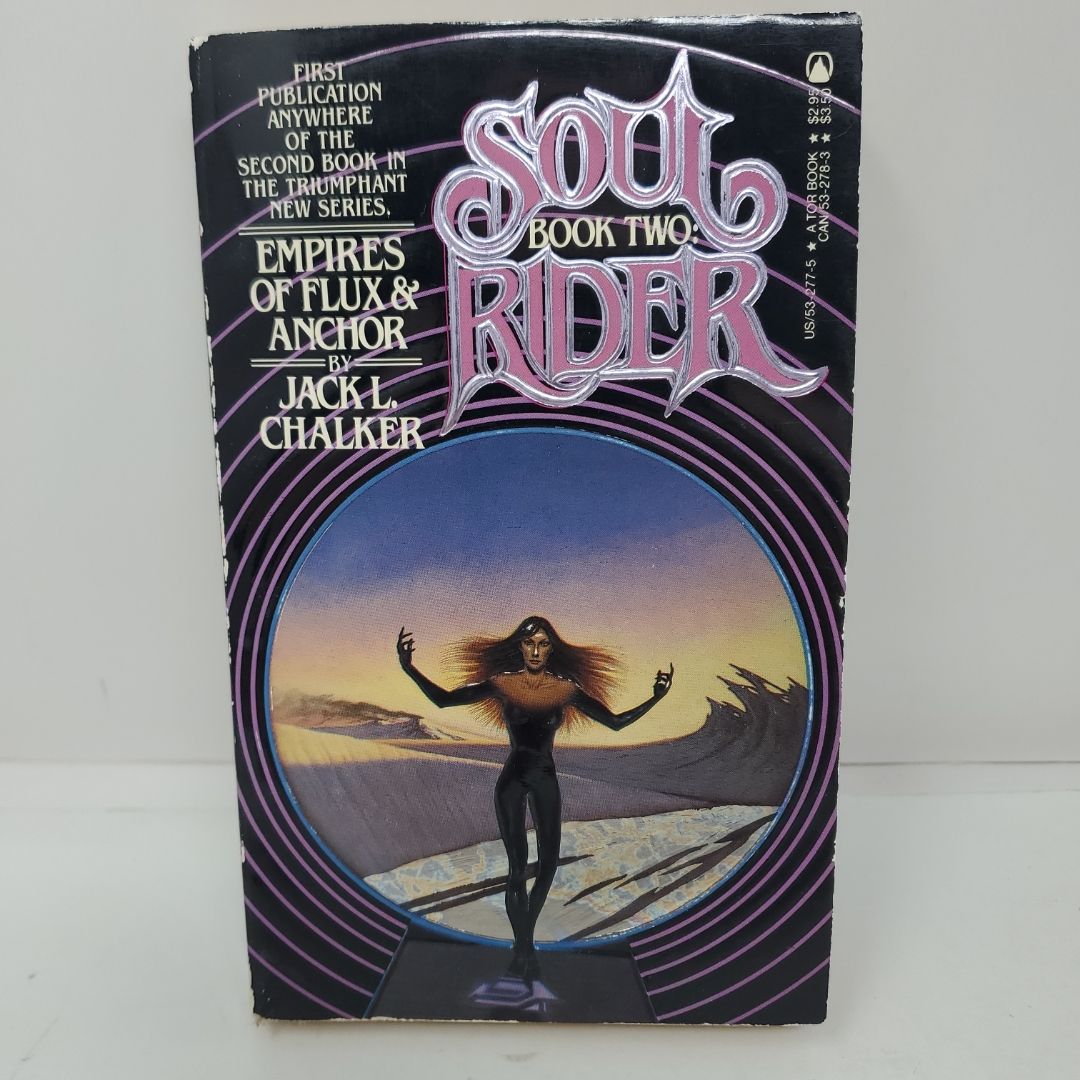 FIRST
PUBLICATION
ANYWHERE
OF THE
SECOND BOOK IN
THE TRIUMPHANT
NEW SERIES.
EMPIRES
OF FLUX &
ANCHOR
BY
JACK L.
CHALKER
SOUL
BOOK TWO:
RIDER
US/53-277-5 ★ A TOR BOOK ★ $2.95
CAN/53-278-3 ★ $3.50